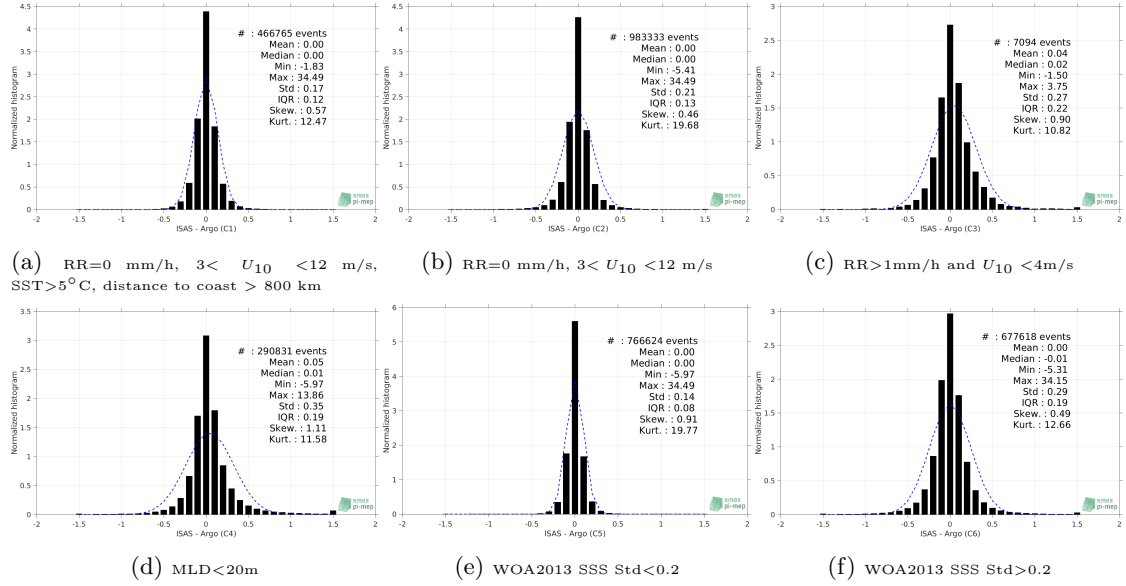 4.5
4
3.5
3
2.5
2
1.5
1
0.5
0
-2 -1.5 -1 -0.5 0 0.5 1 1.5 2
Normalized histogram
ISAS - Argo (C1)
# : 466765 events
Mean : 0.00
Median : 0.00
Min : -1.83
Max : 34.49
Std : 0.17
IQR : 0.12
Skew. : 0.57
Kurt. : 12.47
smos
pi-mep
(a) RR=0 mm/h, 3< U10 <12 m/s,
SST>5°C, distance to coast > 800 km
4.5
4
3.5
3
2.5
2
1.5
1
0.5
0
-2 -1.5 -1 -0.5 0 0.5 1 1.5 2
Normalized histogram
ISAS - Argo (C2)
# : 983333 events
Mean : 0.00
Median : 0.00
Min : -5.41
Max : 34.49
Std : 0.21
IQR : 0.13
Skew. : 0.46
Kurt. : 19.68
smos
pi-mep
(b) RR=0 mm/h, 3< U10 <12 m/s
3
2.5
2
1.5
1
0.5
0
-2 -1.5 -1 -0.5 0 0.5 1 1.5 2
Normalized histogram
ISAS - Argo (C3)
# : 7094 events
Mean : 0.04
Median : 0.02
Min : -1.50
Max : 3.75
Std : 0.27
IQR : 0.22
Skew. : 0.90
Kurt. : 10.82
smos
pi-mep
(c) RR>1mm/h and U10 <4m/s
3.5
3
2.5
2
1.5
1
0.5
0
-2 -1.5 -1 -0.5 0 0.5 1 1.5 2
Normalized histogram
ISAS - Argo (C4)
# : 290831 events
Mean : 0.05
Median : 0.01
Min : -5.97
Max : 13.86
Std : 0.35
IQR : 0.19
Skew. : 1.11
Kurt. : 11.58
smos
pi-mep
(d) MLD<20m
6
5
4
3
2
1
0
-2 -1.5 -1 -0.5 0 0.5 1 1.5 2
Normalized histogram
ISAS - Argo (C5)
# : 766624 events
Mean : 0.00
Median : 0.00
Min : -5.97
Max : 34.49
Std : 0.14
IQR : 0.08
Skew. : 0.91
Kurt. : 19.77
smos
pi-mep
(e) WOA2013 SSS Std<0.2
3
2.5
2
1.5
1
0.5
0
-2 -1.5 -1 -0.5 0 0.5 1 1.5 2
Normalized histogram
ISAS - Argo (C6)
# : 677618 events
Mean : 0.00
Median : -0.01
Min : -5.31
Max : 34.15
Std : 0.29
IQR : 0.19
Skew. : 0.49
Kurt. : 12.66
smos
pi-mep
(f) WOA2013 SSS Std>0.2